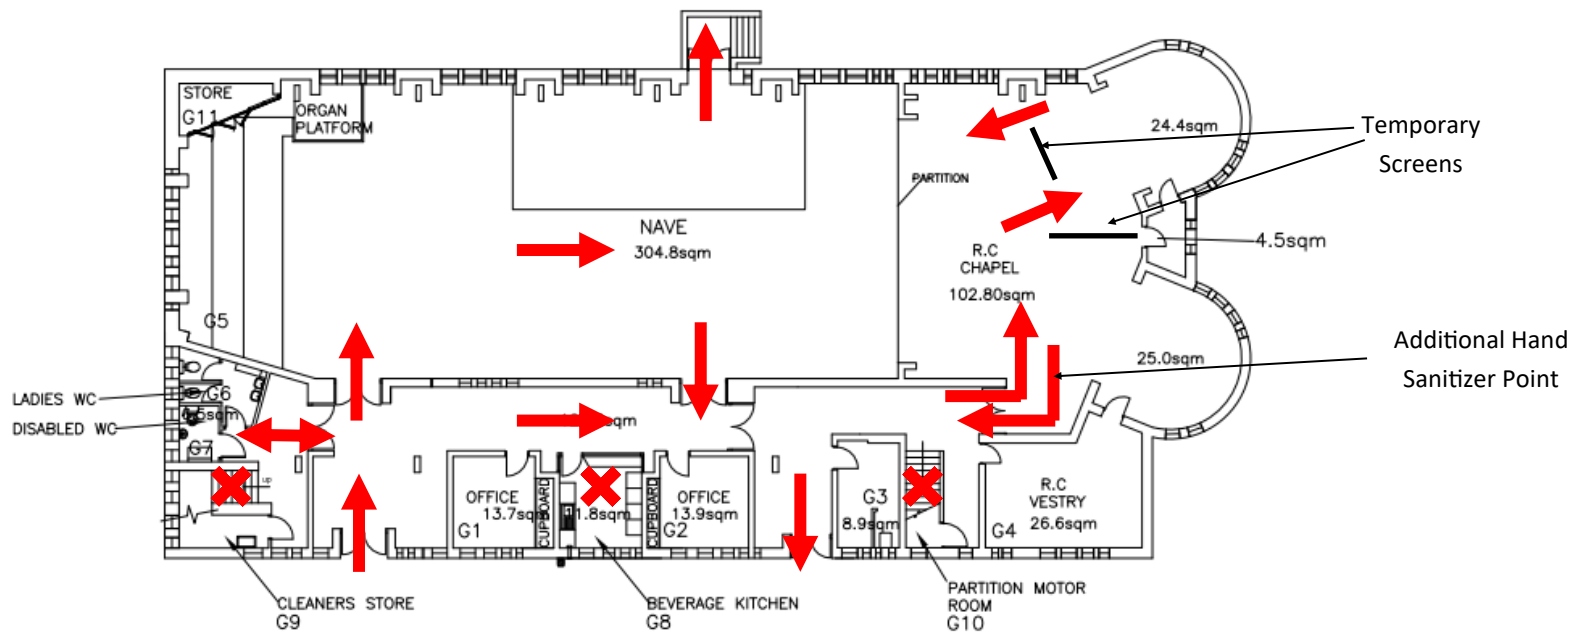 STORE
G11
ORGAN
PLATFORM
24.4sqm
Temporary
Screens
PARTITION
NAVE
304.8sqm
4.5sqm
R.C
CHAPEL
102.80sqm
G5
Additional Hand
Sanitizer Point
25.0sqm
LADIES WC
G6
DISABLED WC
G7
UP
OFFICE
13.7sqm
G1
CUPBOARD
1.8sqm
CUPBOARD
OFFICE
13.9sqm
G2
G3
8.9sqm
R.C
VESTRY
26.6sqm
G4
CLEANERS STORE
G9
BEVERAGE KITCHEN
G8
PARTITION MOTOR
ROOM
G10